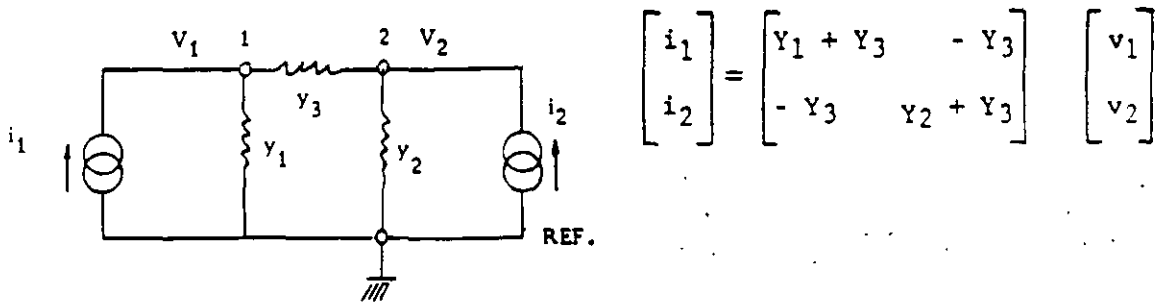 V1 1 2 V2
y3
i1 y1 y2 i2
REF.
[i1] = [Y1 + Y3 - Y3] [v1]
[i2] [- Y3 Y2 + Y3] [v2]